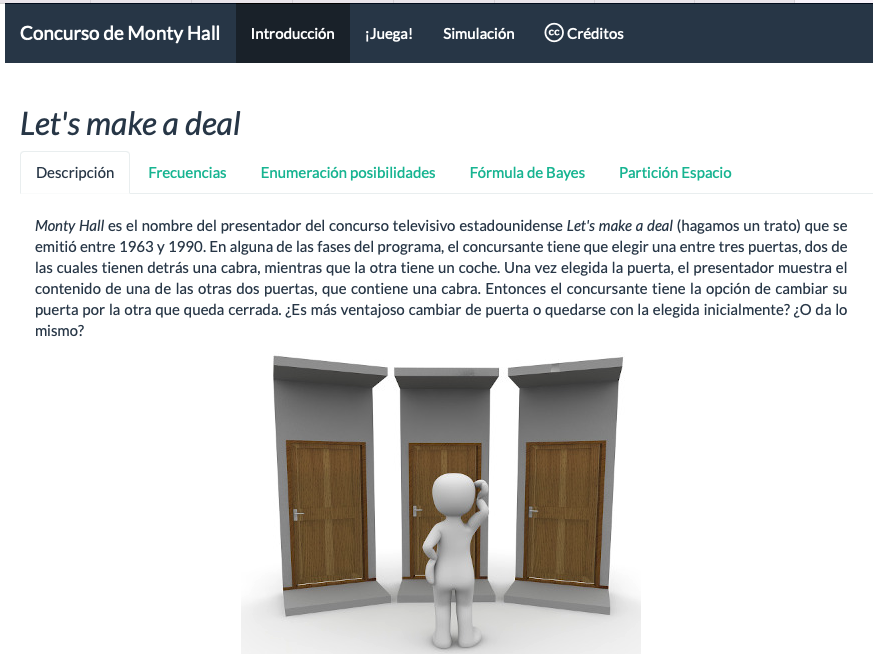 Concurso de Monty Hall Introducción ¡Juega! Simulación cc Créditos
Let's make a deal
Descripción Frecuencias Enumeración posibilidades Fórmula de Bayes Partición Espacio
Monty Hall es el nombre del presentador del concurso televisivo estadounidense Let's make a deal (hagamos un trato) que se
emitió entre 1963 y 1990. En alguna de las fases del programa, el concursante tiene que elegir una entre tres puertas, dos de
las cuales tienen detrás una cabra, mientras que la otra tiene un coche. Una vez elegida la puerta, el presentador muestra el
contenido de una de las otras dos puertas, que contiene una cabra. Entonces el concursante tiene la opción de cambiar su
puerta por la otra que queda cerrada. ¿Es más ventajoso cambiar de puerta o quedarse con la elegida inicialmente? ¿O da lo
mismo?